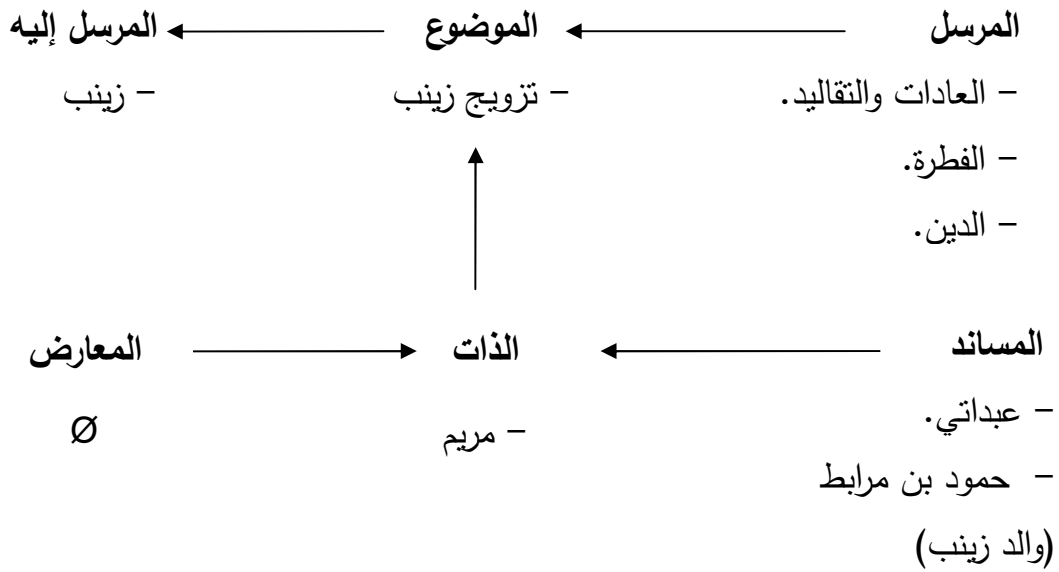 المرسل الموضوع المرسل إليه
– العادات والتقاليد. – تزويج زينب – زينب
– الفطرة.
– الدين.
المساند الذات المعارض
– عبداتي. – مريم Ø
– حمود بن مرابط
(والد زينب)